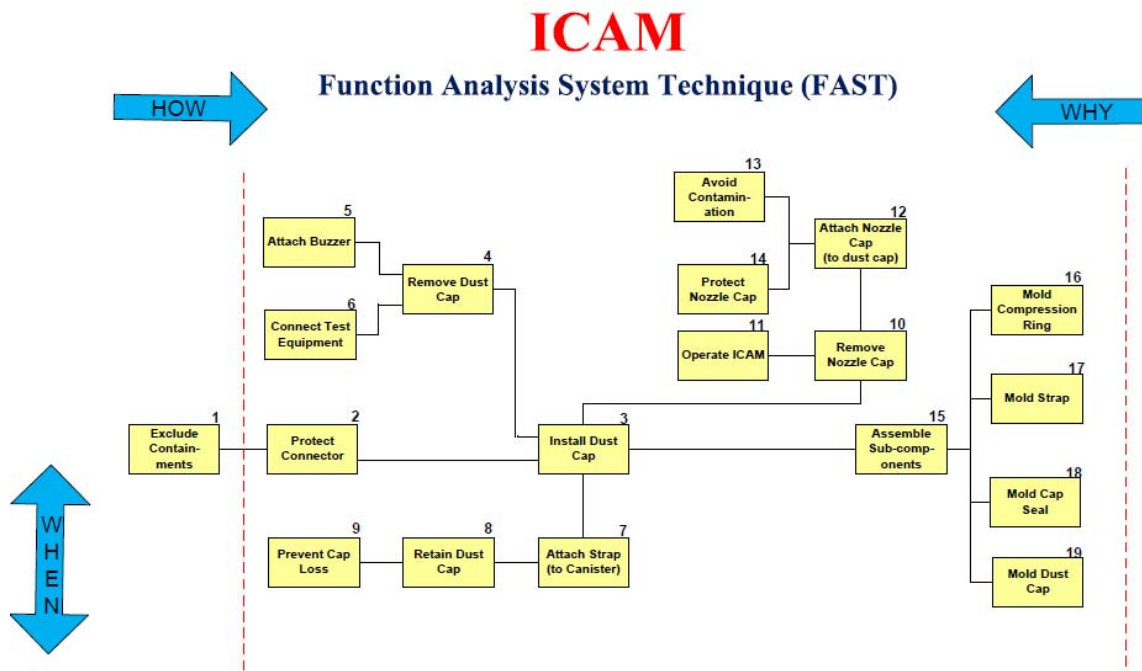 ICAM
Function Analysis System Technique (FAST)
HOW
WHY
13
Avoid
Contamin-
ation
5
Attach Buzzer
12
Attach Nozzle
Cap
(to dust cap)
4
Remove Dust
Cap
14
Protect
Nozzle Cap
16
Mold
Compression
Ring
6
Connect Test
Equipment
11
Operate ICAM
10
Remove
Nozzle Cap
17
Mold Strap
1
Exclude
Contain-
ments
2
Protect
Connector
3
Install Dust
Cap
15
Assemble
Sub-comp-
onents
18
Mold Cap
Seal
WHEN
9
Prevent Cap
Loss
8
Retain Dust
Cap
7
Attach Strap
(to Canister)
19
Mold Dust
Cap